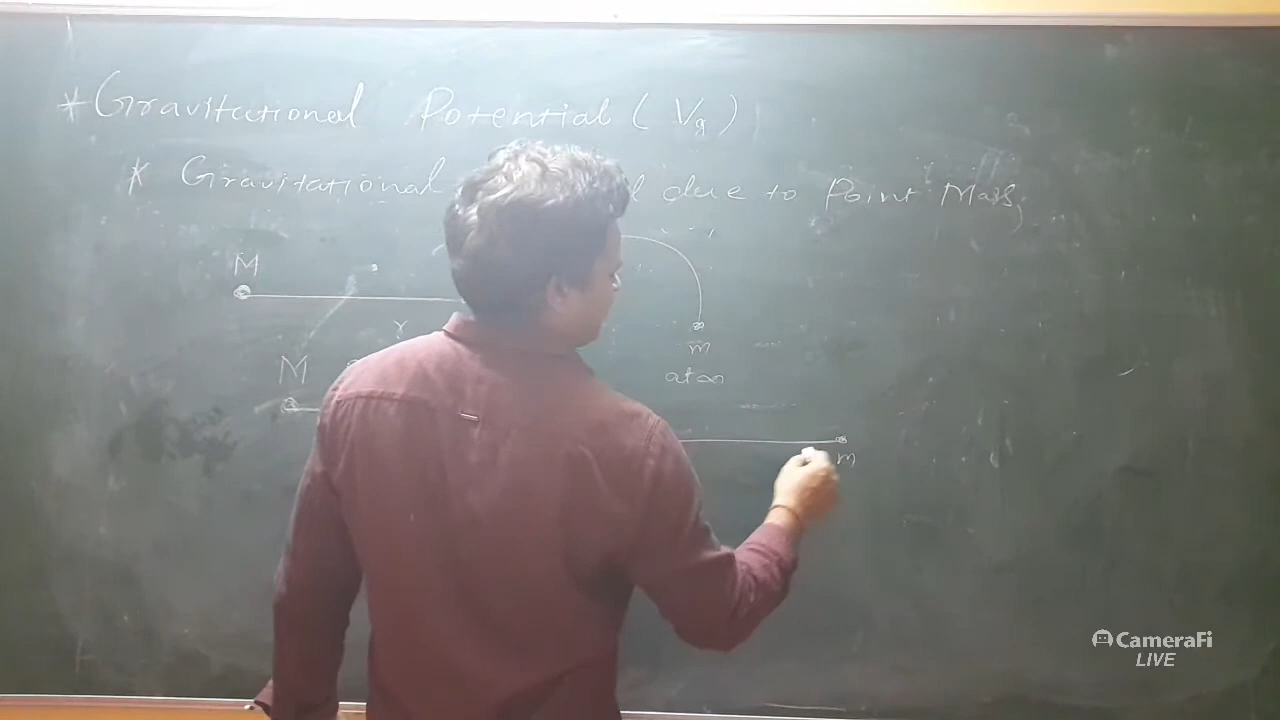 * Gravitational Potential ( Vg )
* Gravitational due to Point Mass,
M
r
m
at ∞
M
m
CameraFi
LIVE